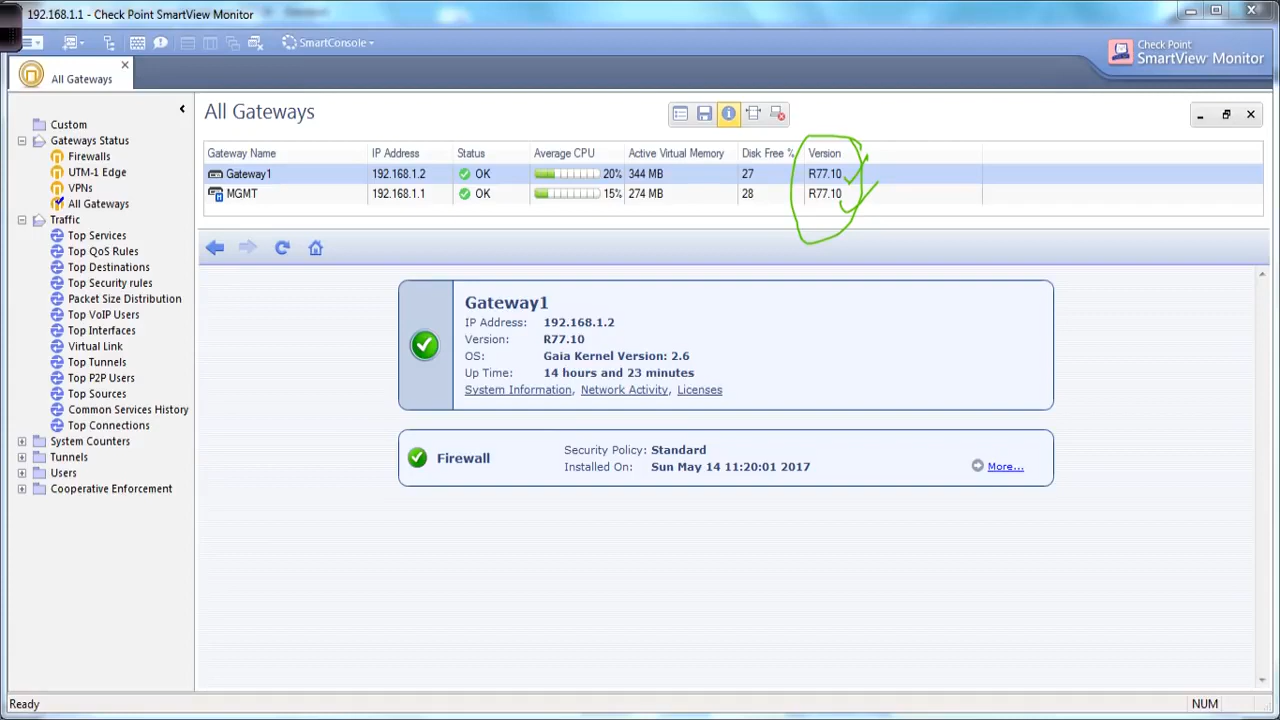 192.168.1.1 - Check Point SmartView Monitor
SmartConsole
Check Point
SmartView Monitor
All Gateways
Custom
Gateways Status
Firewalls
UTM-1 Edge
VPNs
All Gateways
Traffic
Top Services
Top QoS Rules
Top Destinations
Top Security rules
Packet Size Distribution
Top VoIP Users
Top Interfaces
Virtual Link
Top Tunnels
Top P2P Users
Top Sources
Common Services History
Top Connections
System Counters
Tunnels
Users
Cooperative Enforcement
All Gateways
Gateway Name IP Address Status Average CPU Active Virtual Memory Disk Free % Version
Gateway1 192.168.1.2 OK 20% 344 MB 27 R77.10
MGMT 192.168.1.1 OK 15% 274 MB 28 R77.10
Gateway1
IP Address: 192.168.1.2
Version: R77.10
OS: Gaia Kernel Version: 2.6
Up Time: 14 hours and 23 minutes
System Information, Network Activity, Licenses
Firewall
Security Policy: Standard
Installed On: Sun May 14 11:20:01 2017
More...
Ready
NUM